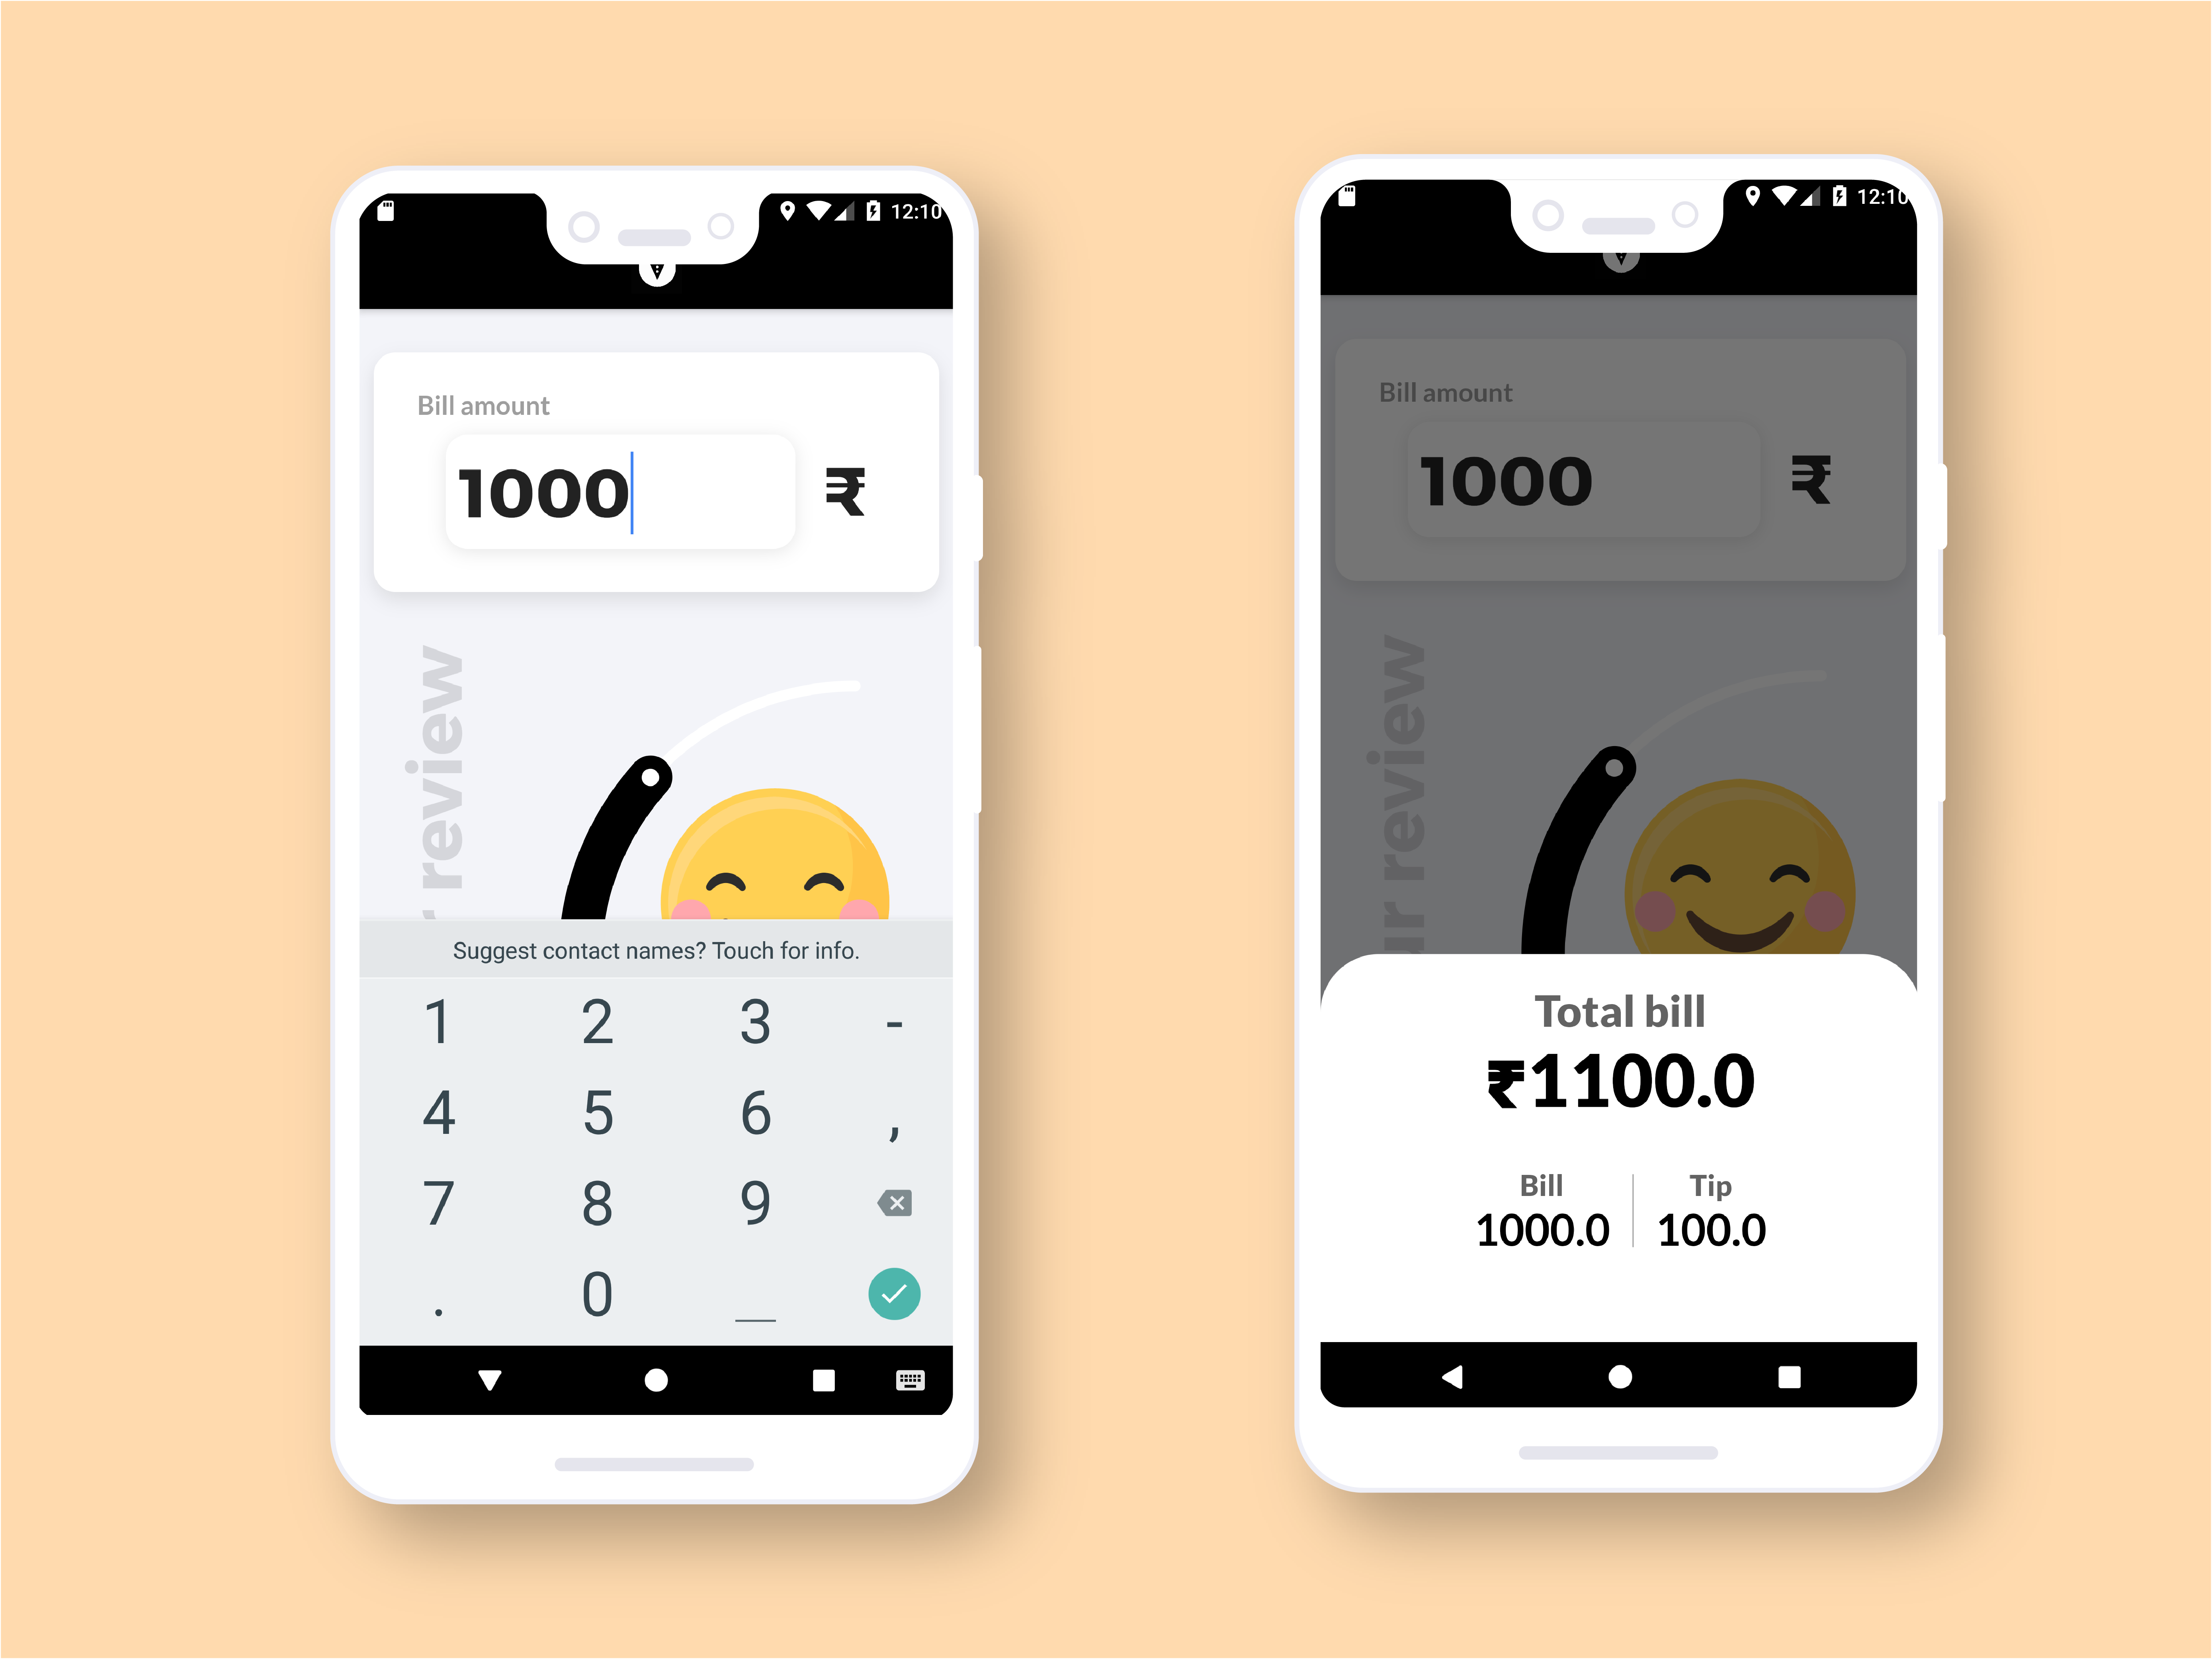 12:10
Bill amount
1000
₹
review
Suggest contact names? Touch for info.
1 2 3 -
4 5 6 ,
7 8 9
. 0 _
12:10
Bill amount
1000
₹
ur review
Total bill
₹1100.0
Bill Tip
1000.0 100.0